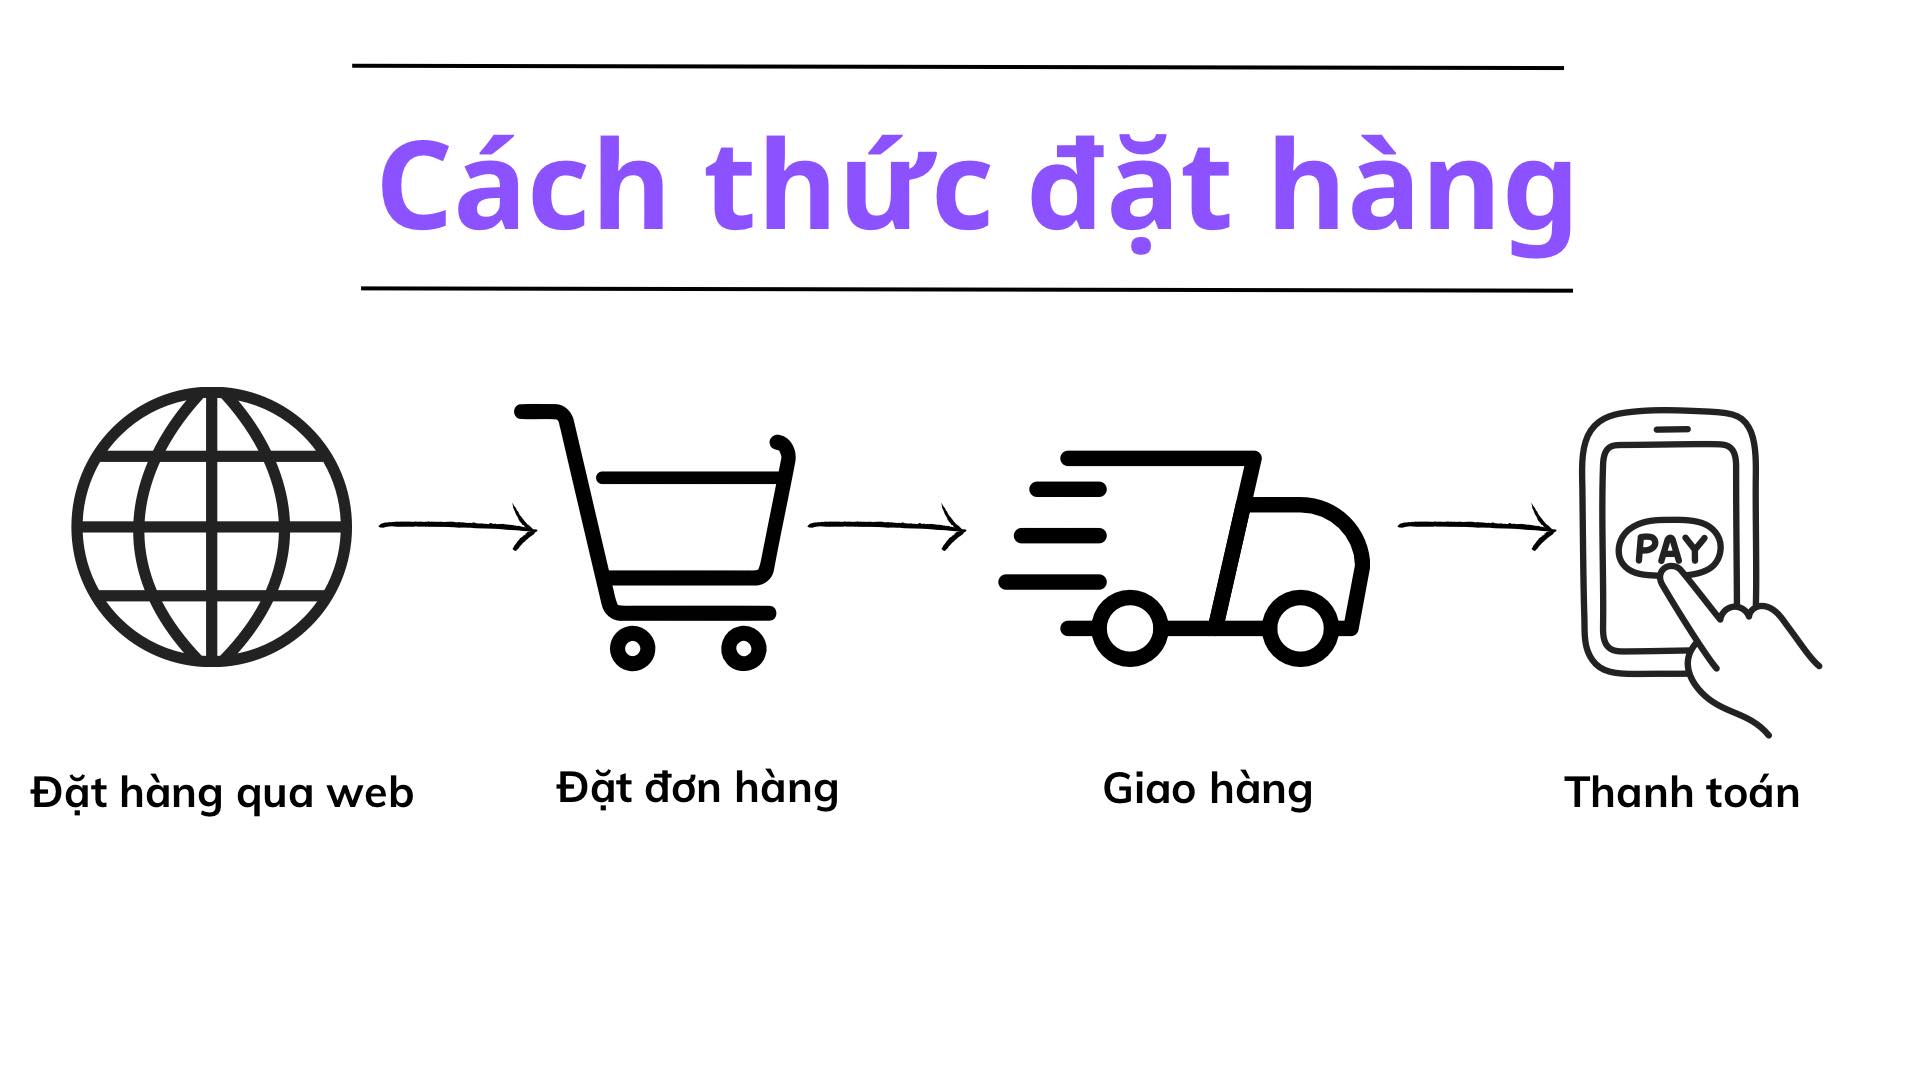 Cách thức đặt hàng
PAY
Đặt hàng qua web
Đặt đơn hàng
Giao hàng
Thanh toán